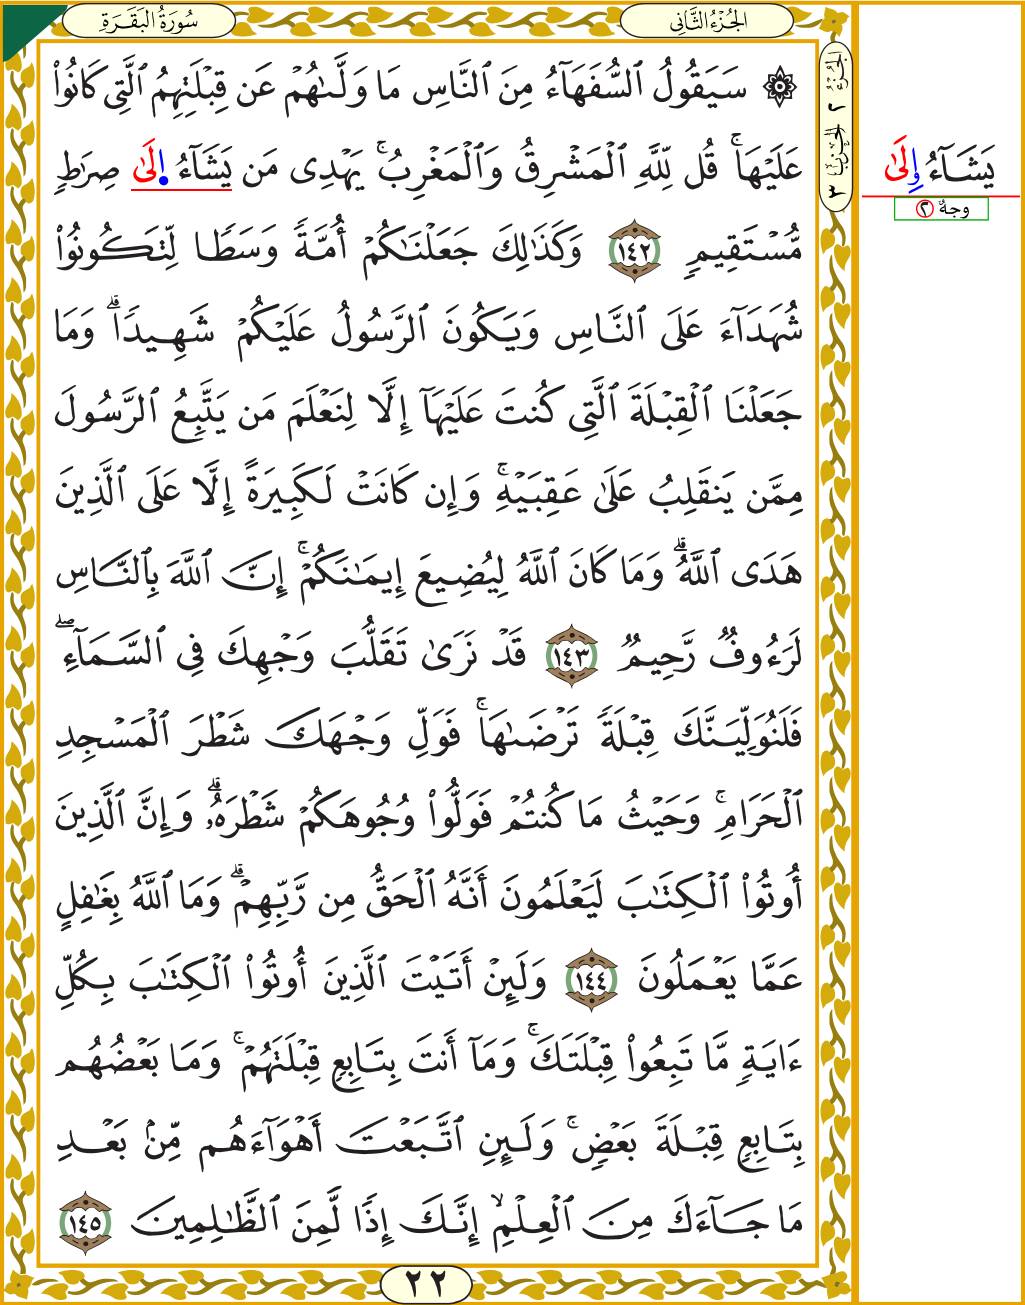 سُورَةُ البَقَرَةِ
الجُزْءُ الثَّانِي
۞ سَيَقُولُ ٱلسُّفَهَآءُ مِنَ ٱلنَّاسِ مَا وَلَّىٰهُمْ عَن قِبْلَتِهِمُ ٱلَّتِى كَانُوا۟
عَلَيْهَا ۚ قُل لِّلَّهِ ٱلْمَشْرِقُ وَٱلْمَغْرِبُ ۚ يَهْدِى مَن يَشَآءُ إِلَىٰ صِرَٰطٍ
مُّسْتَقِيمٍ ١٤٢ وَكَذَٰلِكَ جَعَلْنَٰكُمْ أُمَّةً وَسَطًا لِّتَكُونُوا۟
شُهَدَآءَ عَلَى ٱلنَّاسِ وَيَكُونَ ٱلرَّسُولُ عَلَيْكُمْ شَهِيدًا ۗ وَمَا
جَعَلْنَا ٱلْقِبْلَةَ ٱلَّتِى كُنتَ عَلَيْهَآ إِلَّا لِنَعْلَمَ مَن يَتَّبِعُ ٱلرَّسُولَ
مِمَّن يَنقَلِبُ عَلَىٰ عَقِبَيْهِ ۚ وَإِن كَانَتْ لَكَبِيرَةً إِلَّا عَلَى ٱلَّذِينَ
هَدَى ٱللَّهُ ۗ وَمَا كَانَ ٱللَّهُ لِيُضِيعَ إِيمَٰنَكُمْ ۚ إِنَّ ٱللَّهَ بِٱلنَّاسِ
لَرَءُوفٌ رَّحِيمٌ ١٤٣ قَدْ نَرَىٰ تَقَلُّبَ وَجْهِكَ فِى ٱلسَّمَآءِ ۖ
فَلَنُوَلِّيَنَّكَ قِبْلَةً تَرْضَىٰهَا ۚ فَوَلِّ وَجْهَكَ شَطْرَ ٱلْمَسْجِدِ
ٱلْحَرَامِ ۚ وَحَيْثُ مَا كُنتُمْ فَوَلُّوا۟ وُجُوهَكُمْ شَطْرَهُۥ ۗ وَإِنَّ ٱلَّذِينَ
أُوتُوا۟ ٱلْكِتَٰبَ لَيَعْلَمُونَ أَنَّهُ ٱلْحَقُّ مِن رَّبِّهِمْ ۗ وَمَا ٱللَّهُ بِغَٰفِلٍ
عَمَّا يَعْمَلُونَ ١٤٤ وَلَئِنْ أَتَيْتَ ٱلَّذِينَ أُوتُوا۟ ٱلْكِتَٰبَ بِكُلِّ
ءَايَةٍ مَّا تَبِعُوا۟ قِبْلَتَكَ ۚ وَمَآ أَنتَ بِتَابِعٍ قِبْلَتَهُمْ ۚ وَمَا بَعْضُهُم
بِتَابِعٍ قِبْلَةَ بَعْضٍ ۚ وَلَئِنِ ٱتَّبَعْتَ أَهْوَآءَهُم مِّنۢ بَعْدِ
مَا جَآءَكَ مِنَ ٱلْعِلْمِ ۙ إِنَّكَ إِذًا لَّمِنَ ٱلظَّٰلِمِينَ ١٤٥
٢٢
الجُزْءُ ٢ الحِزْبُ ٣
يَشَآءُ وِلَىٰ
وجهٌ ٢